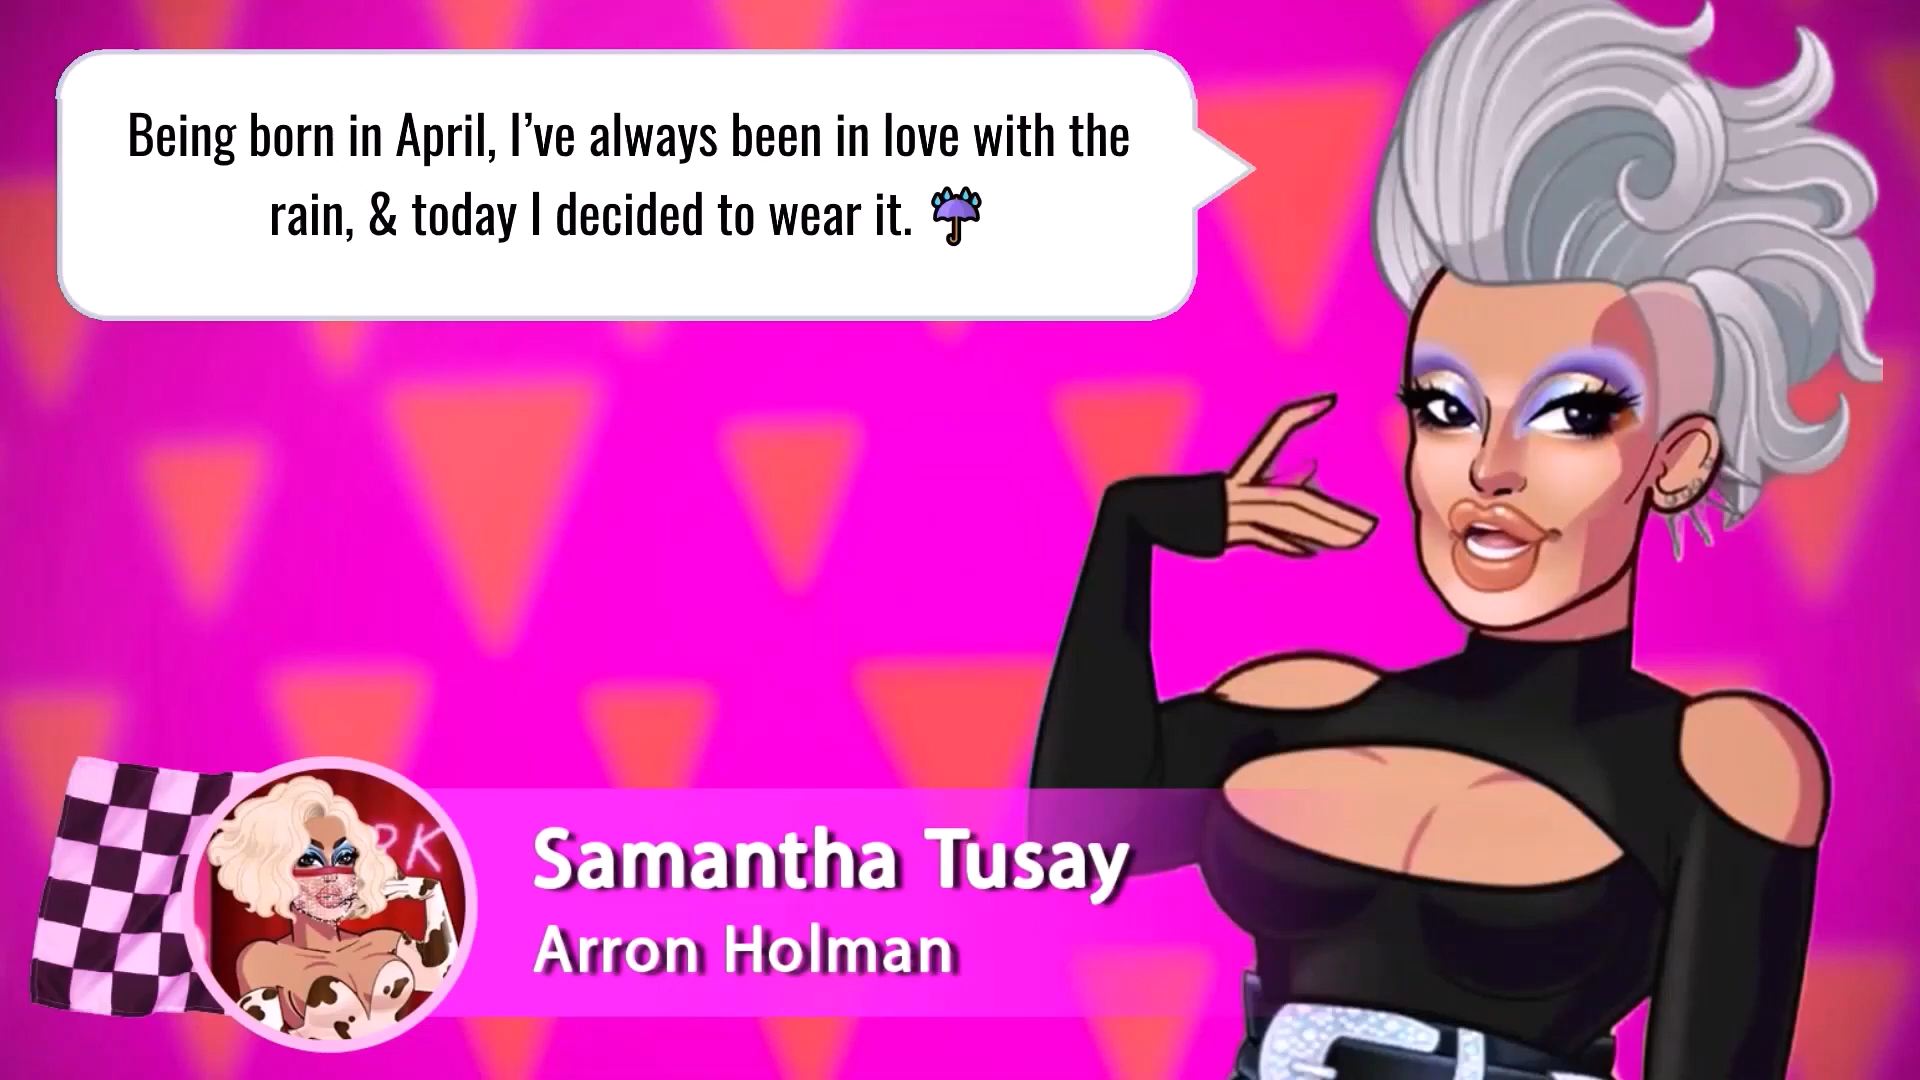 Being born in April, I’ve always been in love with the
rain, & today I decided to wear it. ☔
RK
Samantha Tusay
Arron Holman